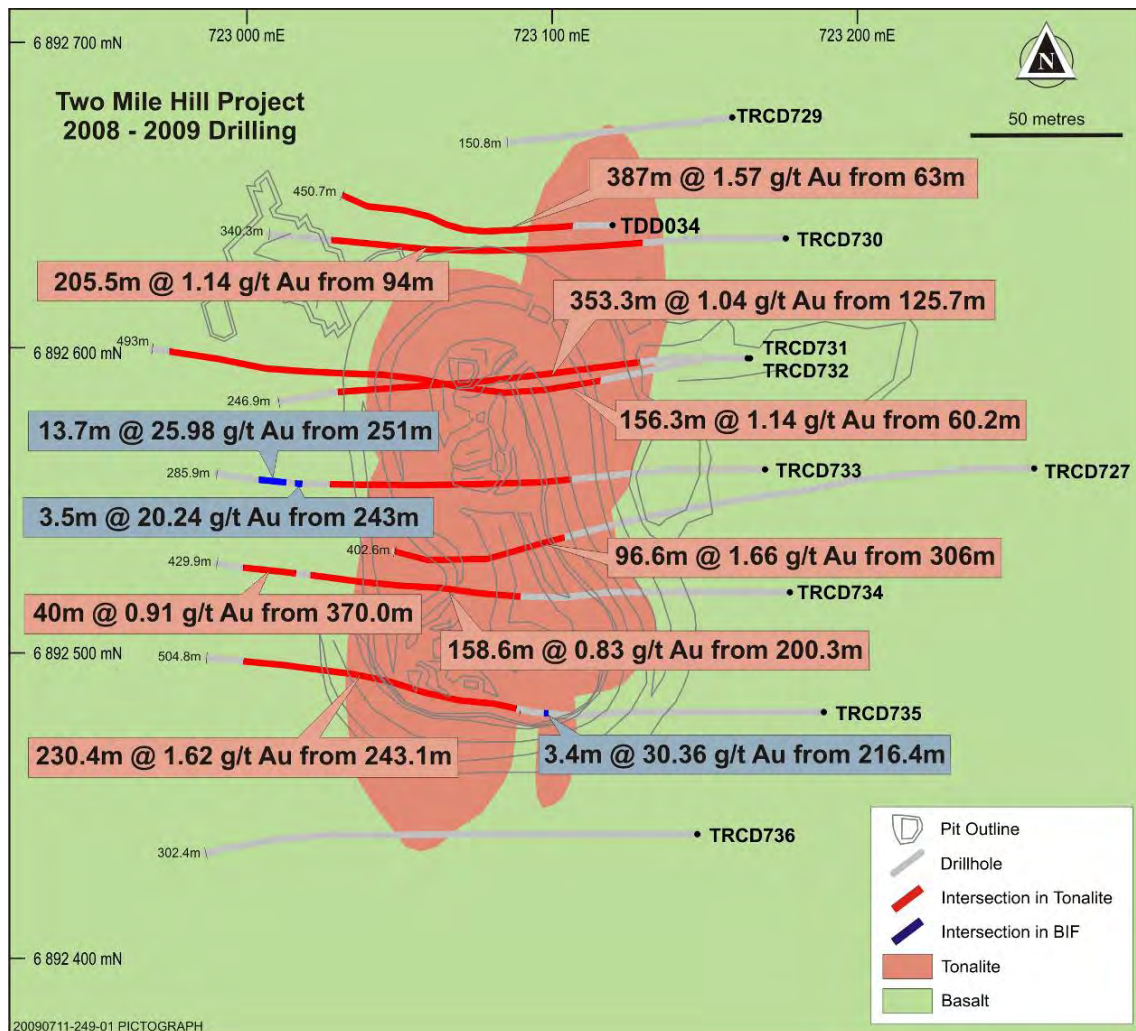 723 000 mE
723 100 mE
723 200 mE
6 892 700 mN
Two Mile Hill Project
2008 - 2009 Drilling
N
50 metres
TRCD729
150.8m
387m @ 1.57 g/t Au from 63m
450.7m
TDD034
340.3m
TRCD730
205.5m @ 1.14 g/t Au from 94m
353.3m @ 1.04 g/t Au from 125.7m
6 892 600 mN
493m
TRCD731
TRCD732
246.9m
156.3m @ 1.14 g/t Au from 60.2m
13.7m @ 25.98 g/t Au from 251m
285.9m
TRCD733
TRCD727
3.5m @ 20.24 g/t Au from 243m
402.6m
96.6m @ 1.66 g/t Au from 306m
429.9m
TRCD734
40m @ 0.91 g/t Au from 370.0m
158.6m @ 0.83 g/t Au from 200.3m
6 892 500 mN
504.8m
TRCD735
230.4m @ 1.62 g/t Au from 243.1m
3.4m @ 30.36 g/t Au from 216.4m
TRCD736
302.4m
Pit Outline
Drillhole
Intersection in Tonalite
Intersection in BIF
Tonalite
Basalt
6 892 400 mN
20090711-249-01 PICTOGRAPH